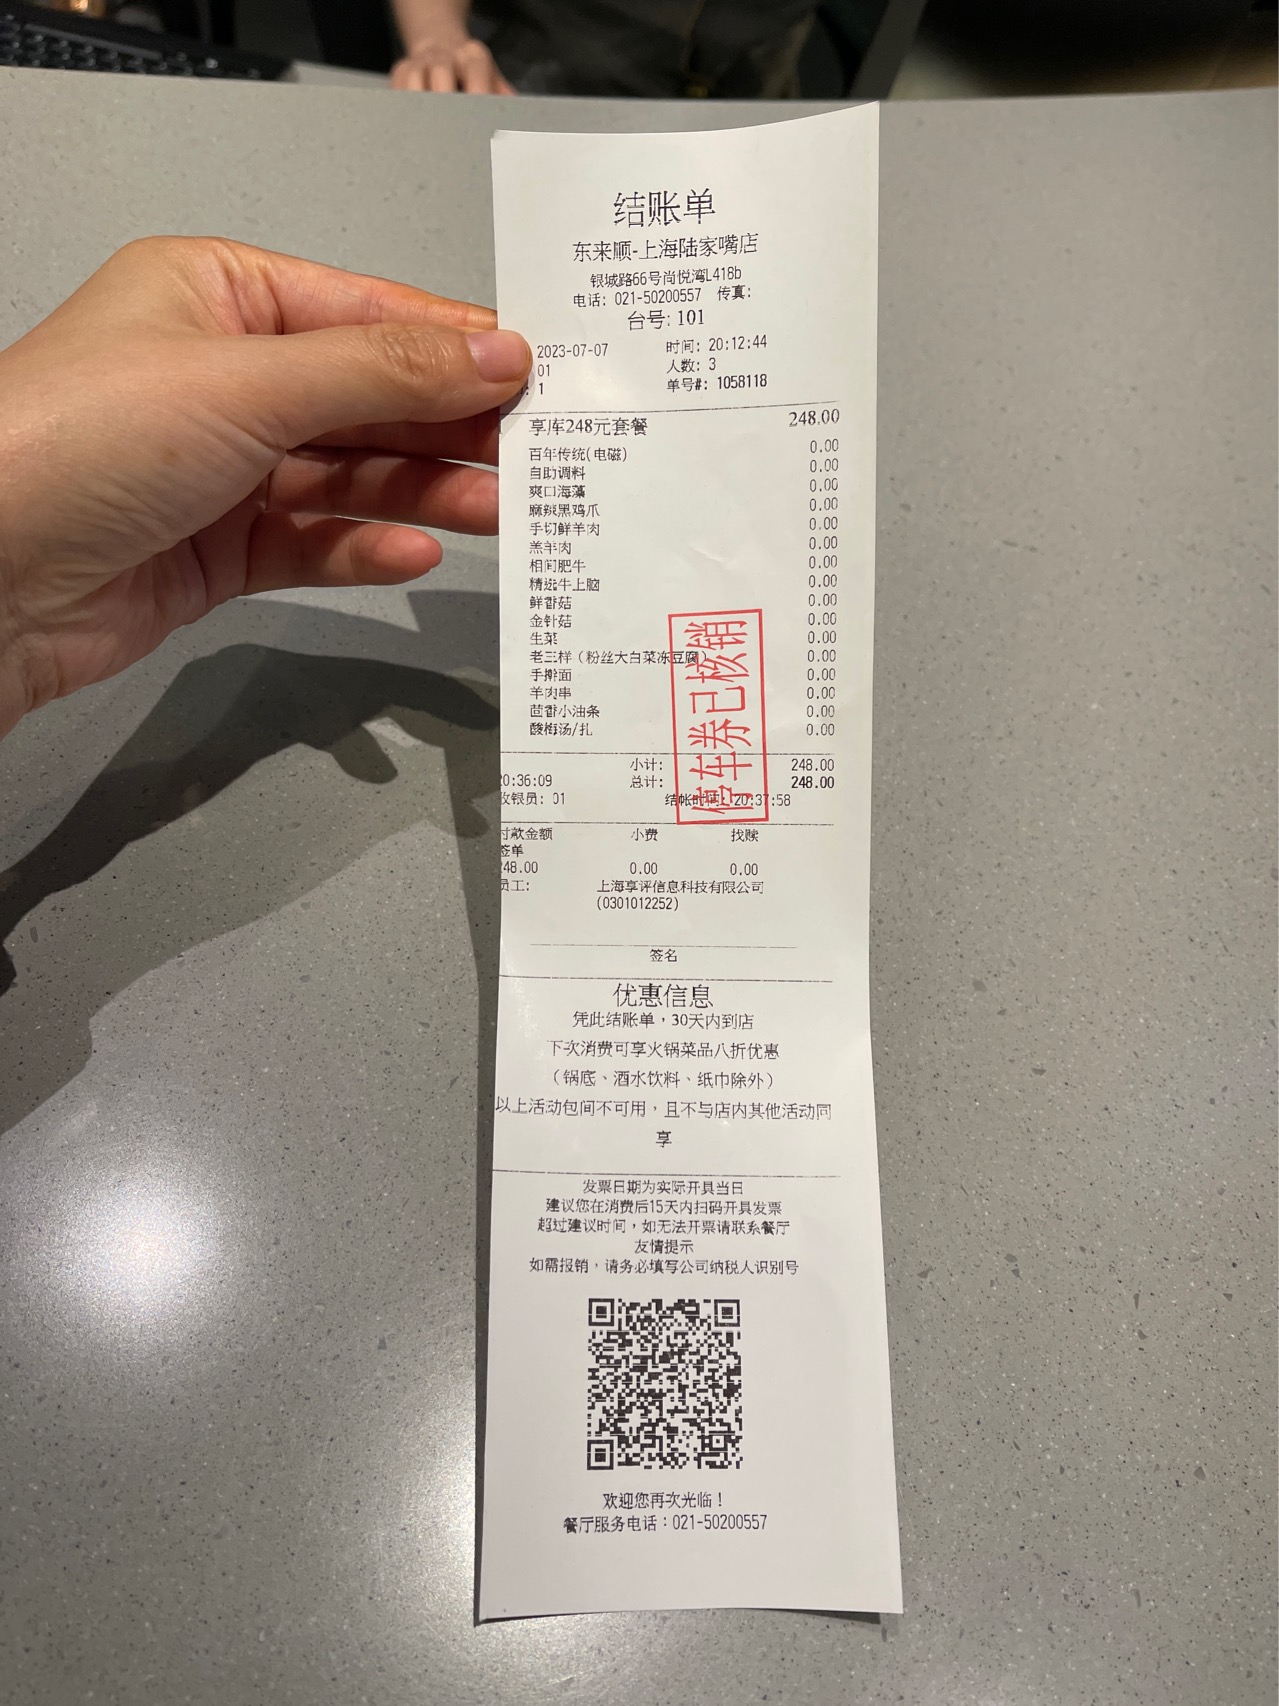 结账单
东来顺-上海陆家嘴店
银城路66号尚悦湾L418b
电话: 021-50200557 传真:
台号: 101
2023-07-07 时间: 20:12:44
01 人数: 3
: 1 单号#: 1058118
享库248元套餐 248.00
百年传统(电磁) 0.00
自助调料 0.00
爽口海藻 0.00
麻辣黑鸡爪 0.00
手切鲜羊肉 0.00
羔羊肉 0.00
相间肥牛 0.00
精选牛上脑 0.00
鲜香菇 0.00
金针菇 0.00
生菜 0.00
老三样（粉丝大白菜冻豆腐） 0.00
手擀面 0.00
羊肉串 0.00
茴香小油条 0.00
酸梅汤/扎 0.00
停车券已核销
小计: 248.00
20:36:09 总计: 248.00
收银员: 01 结帐时间: 20:37:58
付款金额 小费 找赎
签单
248.00 0.00 0.00
员工: 上海享评信息科技有限公司
(0301012252)
签名
优惠信息
凭此结账单，30天内到店
下次消费可享火锅菜品八折优惠
（锅底、酒水饮料、纸巾除外）
以上活动包间不可用，且不与店内其他活动同
享
发票日期为实际开具当日
建议您在消费后15天内扫码开具发票
超过建议时间，如无法开票请联系餐厅
友情提示
如需报销，请务必填写公司纳税人识别号
欢迎您再次光临！
餐厅服务电话：021-50200557